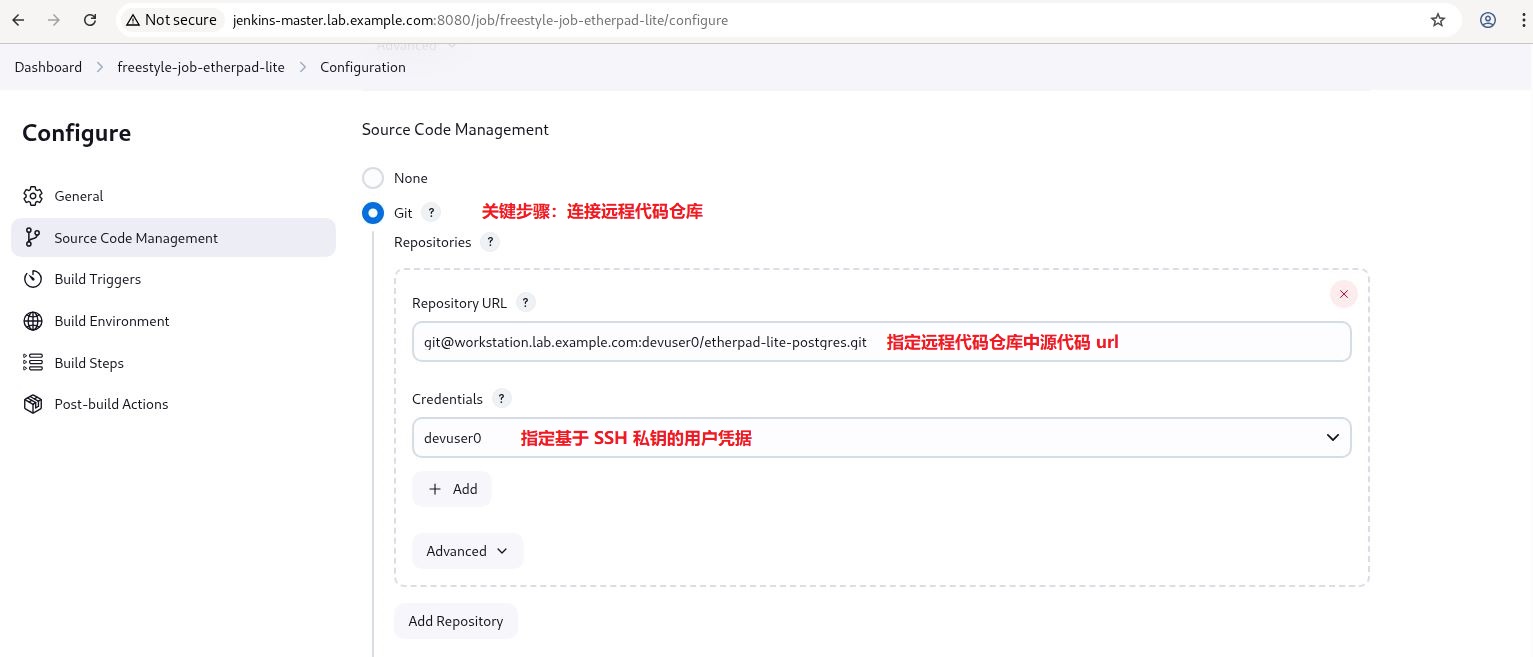 Not secure jenkins-master.lab.example.com:8080/job/freestyle-job-etherpad-lite/configure
Advanced
Dashboard freestyle-job-etherpad-lite Configuration
Configure
General
Source Code Management
Build Triggers
Build Environment
Build Steps
Post-build Actions
Source Code Management
None
Git ? 关键步骤：连接远程代码仓库
Repositories ?
Repository URL ?
git@workstation.lab.example.com:devuser0/etherpad-lite-postgres.git 指定远程代码仓库中源代码 url
Credentials ?
devuser0 指定基于 SSH 私钥的用户凭据
+ Add
Advanced
Add Repository